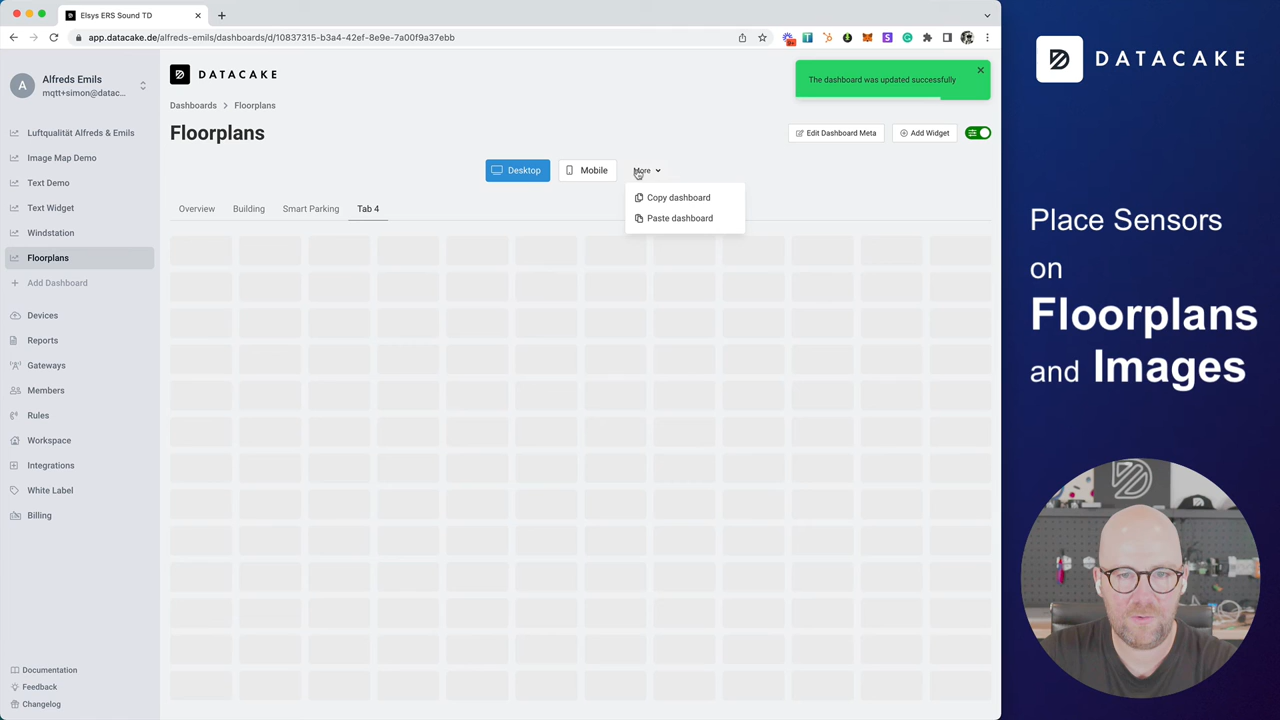 Elsys ERS Sound TD
app.datacake.de/alfreds-emils/dashboards/d/10837315-b3a4-42ef-8e9e-7a00f9a37ebb
A
Alfreds Emils
mqtt+simon@datac...
Luftqualität Alfreds & Emils
Image Map Demo
Text Demo
Text Widget
Windstation
Floorplans
Add Dashboard
Devices
Reports
Gateways
Members
Rules
Workspace
Integrations
White Label
Billing
Documentation
Feedback
Changelog
DATACAKE
The dashboard was updated successfully
Dashboards > Floorplans
Floorplans
Edit Dashboard Meta
Add Widget
Desktop
Mobile
More
Copy dashboard
Paste dashboard
Overview
Building
Smart Parking
Tab 4
DATACAKE
Place Sensors
on
Floorplans
and Images